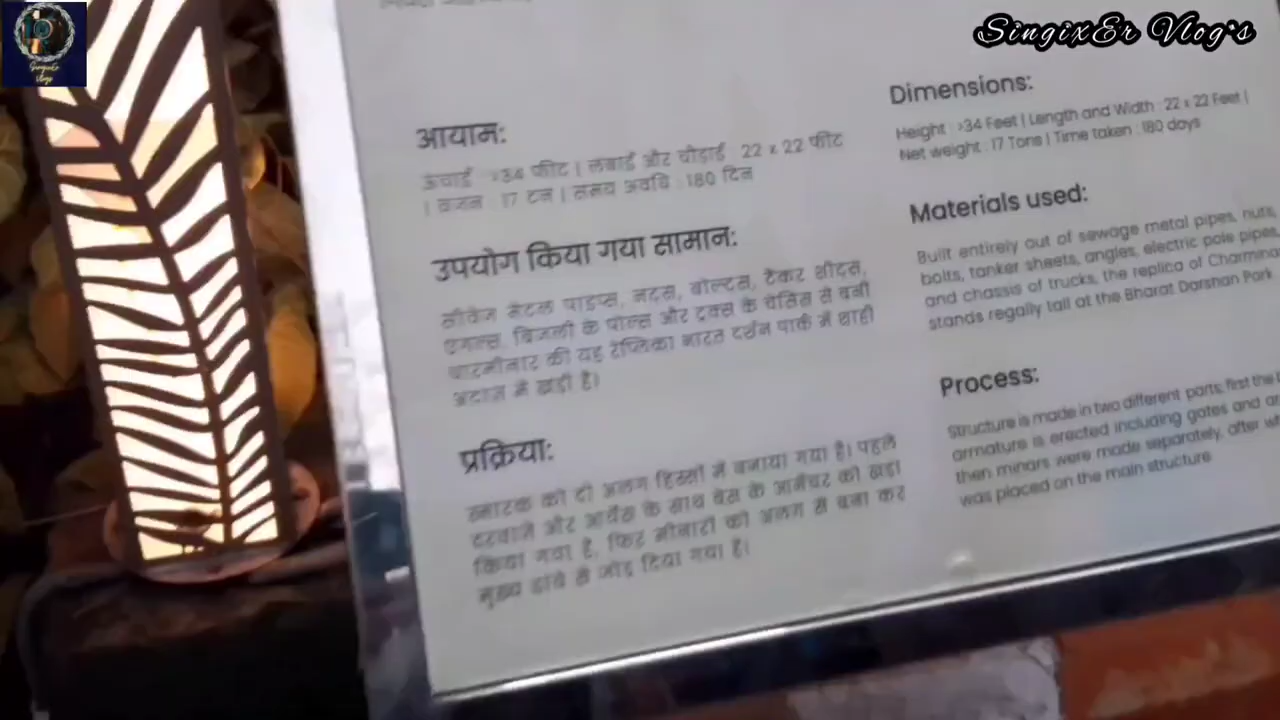 SingixEr Vlog's
SingixEr
Vlogs
आयाम:
ऊंचाई : >34 फीट | लंबाई और चौड़ाई : 22 x 22 फीट
| वजन : 17 टन | समय अवधि : 180 दिन
उपयोग किया गया सामान:
सीवेज मेटल पाइप्स, नट्स, बोल्ट्स, टैंकर शीट्स,
एंगल्स, बिजली के पोल्स और ट्रक्स के चेसिस से बनी
चारमीनार की यह रेप्लिका भारत दर्शन पार्क में शाही
अंदाज में खड़ी है।
प्रक्रिया:
स्मारक को दो अलग हिस्सों में बनाया गया है। पहले
दरवाजे और आर्चेस के साथ बेस के आर्मेचर को खड़ा
किया गया है, फिर मीनारों को अलग से बना कर
मुख्य ढांचे से जोड़ दिया गया है।
Dimensions:
Height : >34 Feet | Length and Width : 22 x 22 Feet |
Net weight : 17 Tons | Time taken : 180 days
Materials used:
Built entirely out of sewage metal pipes, nuts,
bolts, tanker sheets, angles, electric pole pipes,
and chassis of trucks, the replica of Charmina
stands regally tall at the Bharat Darshan Park
Process:
Structure is made in two different parts; first the
armature is erected including gates and
then minars were made separately, after
was placed on the main structure